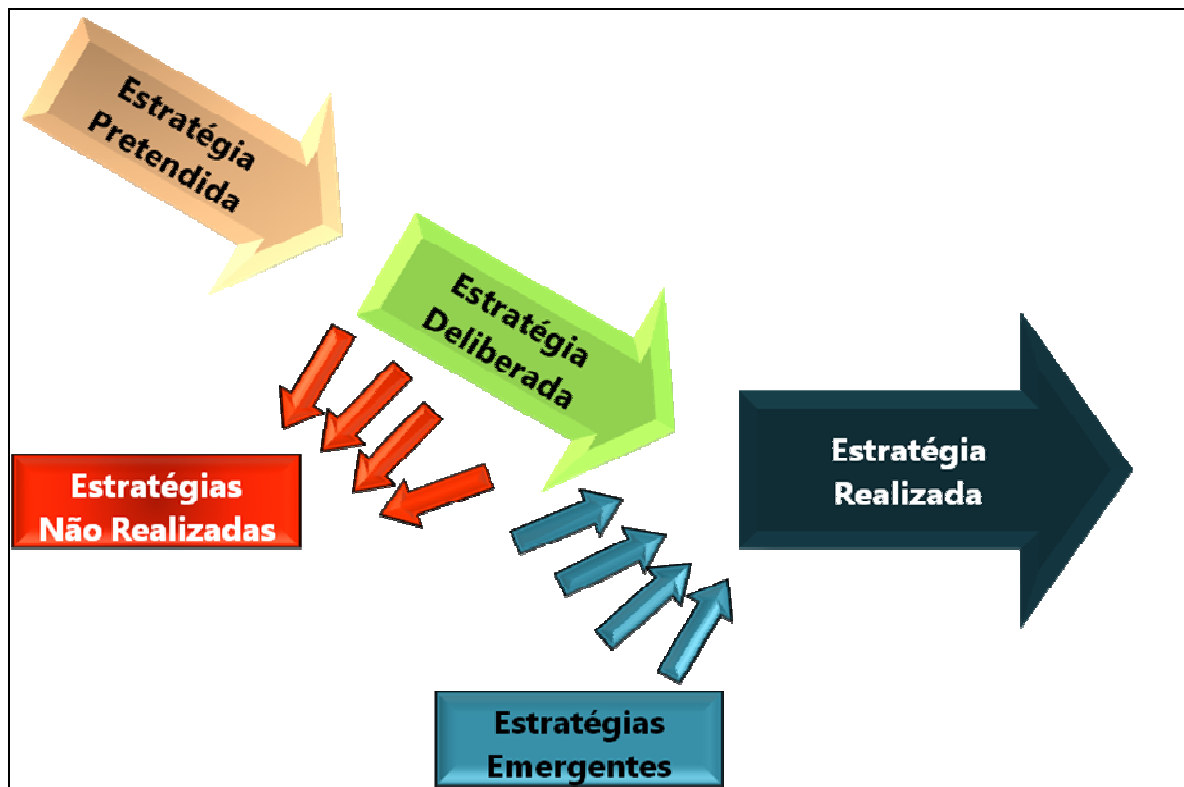 Estratégia
Pretendida
Estratégia
Deliberada
Estratégia
Realizada
Estratégias
Não Realizadas
Estratégias
Emergentes